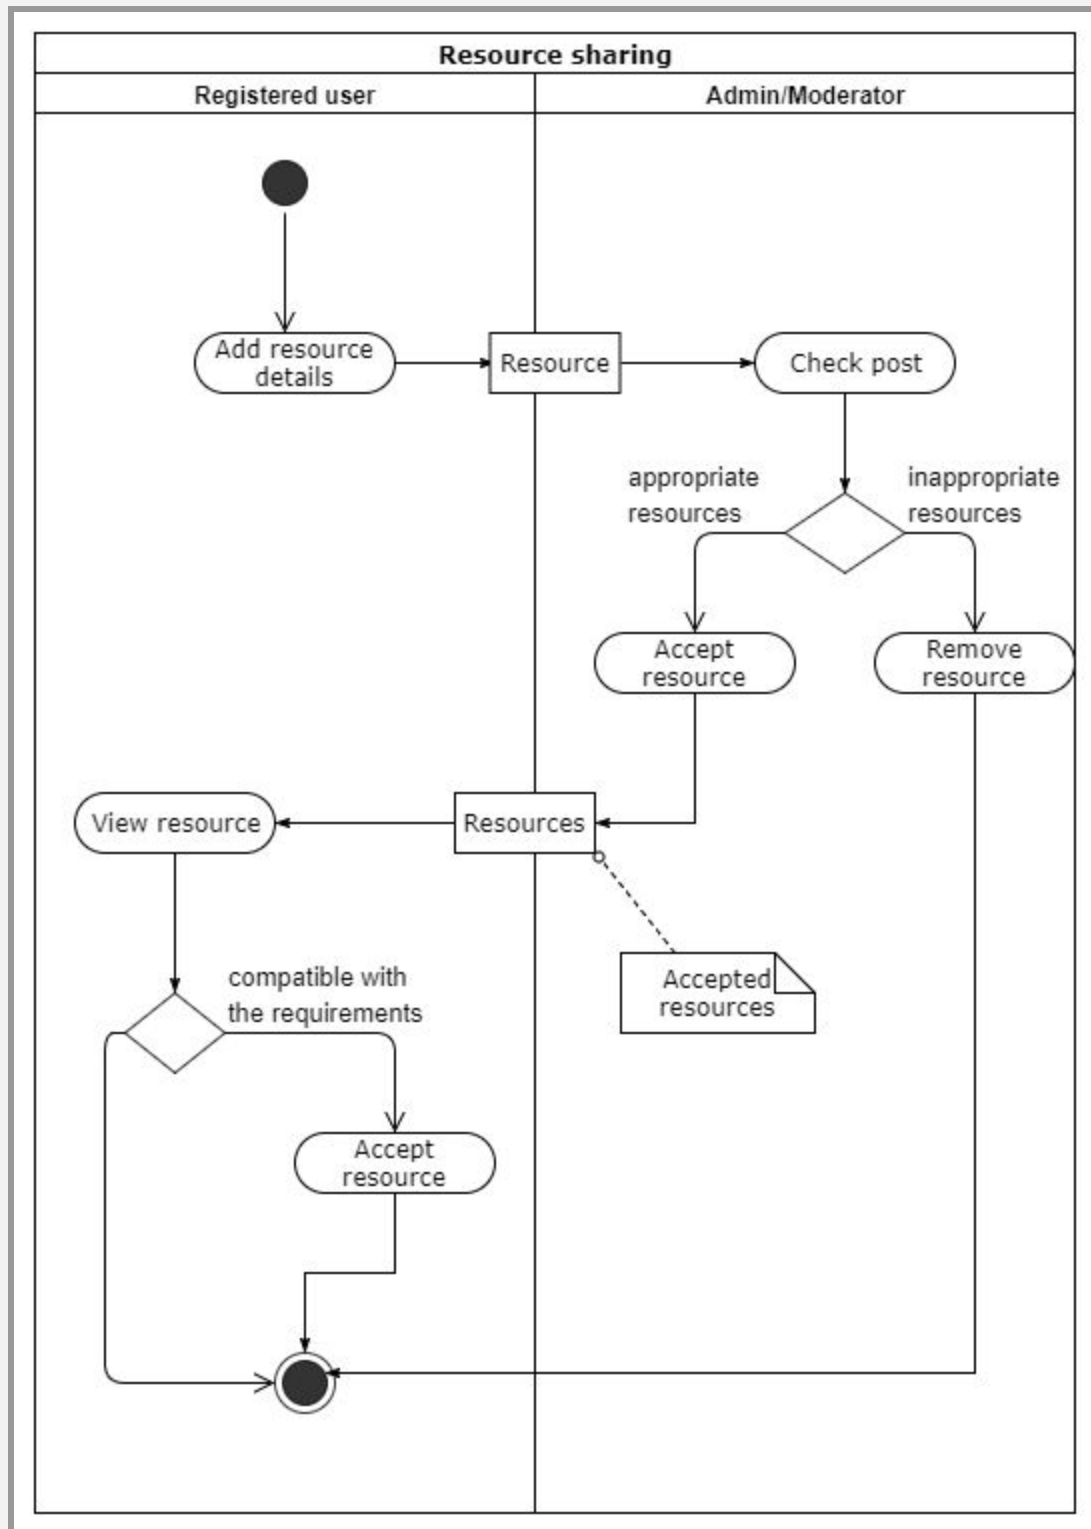 Resource sharing
Registered user
Admin/Moderator
Add resource
details
Resource
Check post
appropriate
resources
inappropriate
resources
Accept
resource
Remove
resource
View resource
Resources
compatible with
the requirements
Accepted
resources
Accept
resource